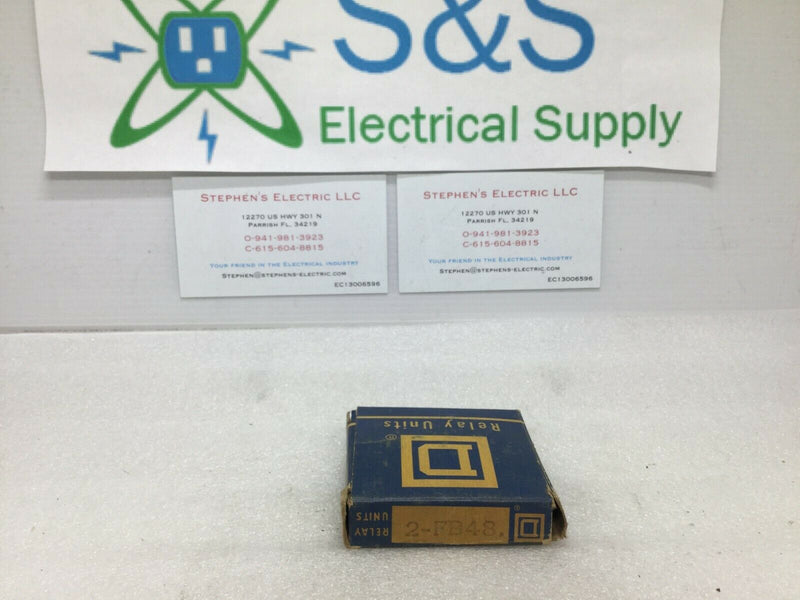 S&S
Electrical Supply
STEPHEN'S ELECTRIC LLC
12270 US HWY 301 N
PARRISH FL, 34219
O-941-981-3923
C-615-604-8815
YOUR FRIEND IN THE ELECTRICAL INDUSTRY
STEPHEN@STEPHENS-ELECTRIC.COM
EC13006596
STEPHEN'S ELECTRIC LLC
12270 US HWY 301 N
PARRISH FL, 34219
O-941-981-3923
C-615-604-8815
YOUR FRIEND IN THE ELECTRICAL INDUSTRY
STEPHEN@STEPHENS-ELECTRIC.COM
EC13006596
Relay Units
D
®
RELAY
UNITS
2-FB48.
D
®